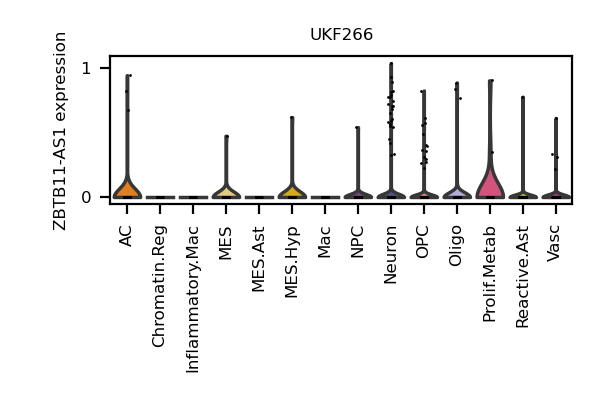 UKF266
ZBTB11-AS1 expression
1
0
AC
Chromatin.Reg
Inflammatory.Mac
MES
MES.Ast
MES.Hyp
Mac
NPC
Neuron
OPC
Oligo
Prolif.Metab
Reactive.Ast
Vasc